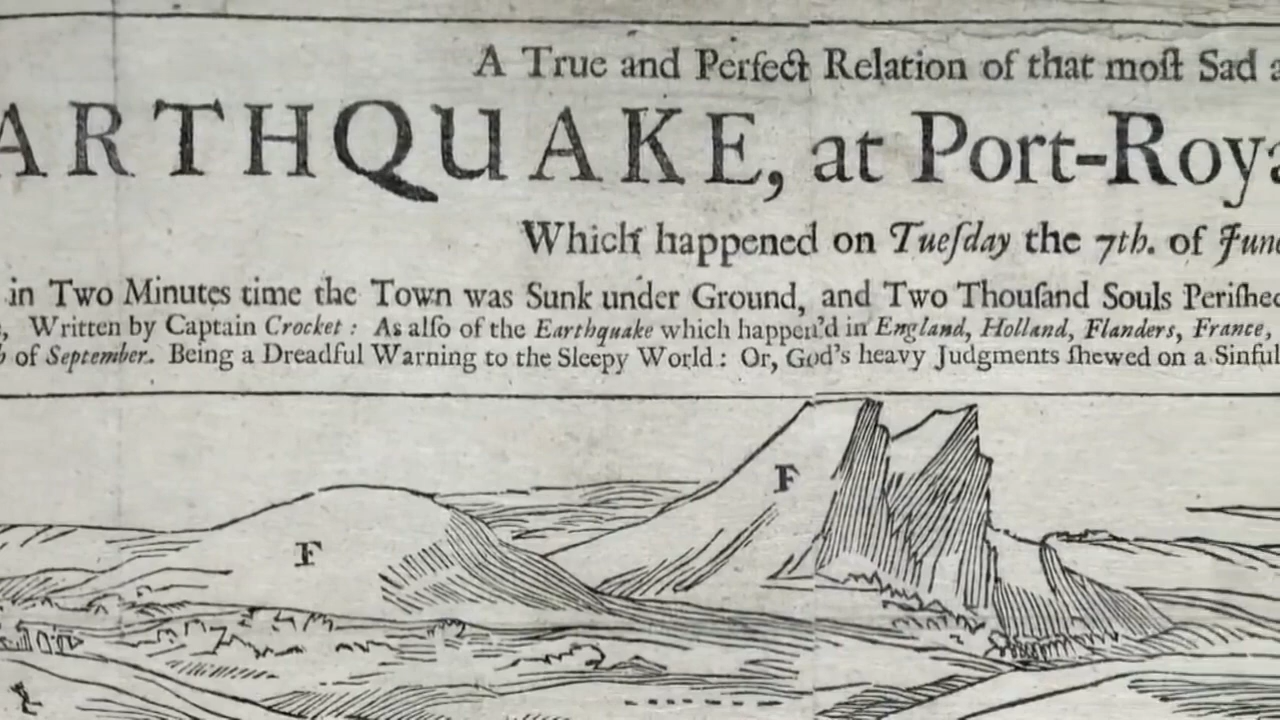 A True and Perfect Relation of that moſt Sad a
ARTHQUAKE, at Port-Roya
Which happened on Tueſday the 7th. of June
in Two Minutes time the Town was Sunk under Ground, and Two Thouſand Souls Periſhed
, Written by Captain Crocket: As alſo of the Earthquake which happen'd in England, Holland, Flanders, France,
of September. Being a Dreadful Warning to the Sleepy World: Or, God's heavy Judgments ſhewed on a Sinful
F
F